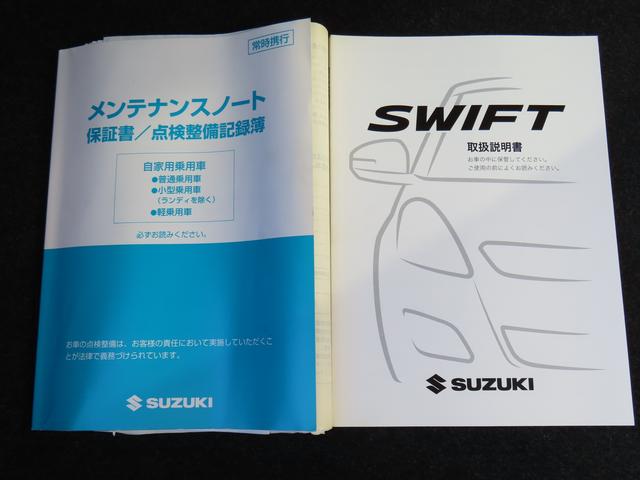 常時携行
メンテナンスノート
保証書／点検整備記録簿
自家用乗用車
●普通乗用車
●小型乗用車
（ランディを除く）
●軽乗用車
必ずお読みください。
お車の点検整備は、お客様の責任において実施していただくこ
とが法律で義務づけられています。
SUZUKI
SWIFT
取扱説明書
お車の中に保管してください。
ご使用の前によくお読みください。
SUZUKI